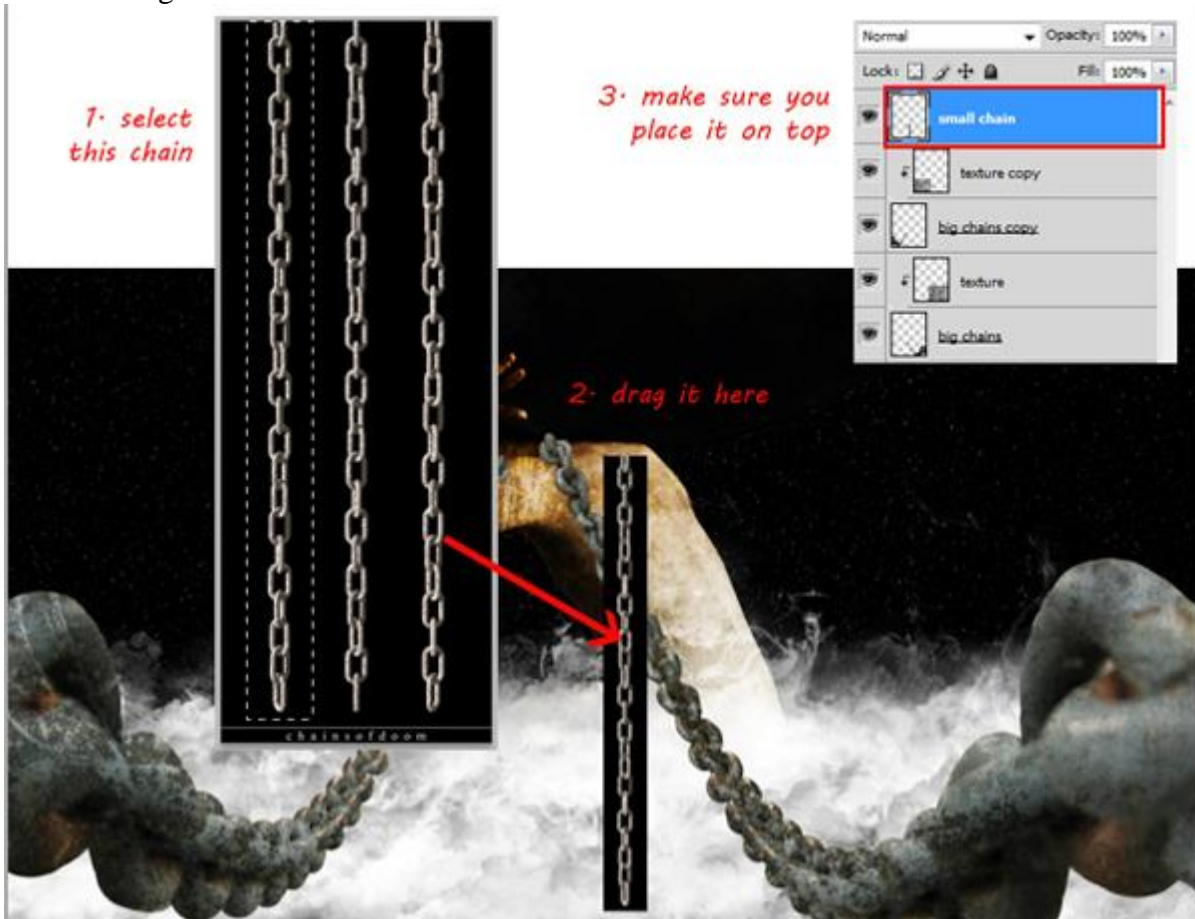 1. select
this chain
3. make sure you
place it on top
Normal
Opacity: 100%
Lock:
Fill: 100%
small chain
texture copy
big chains copy
texture
big chains
2. drag it here
chainsofdoom